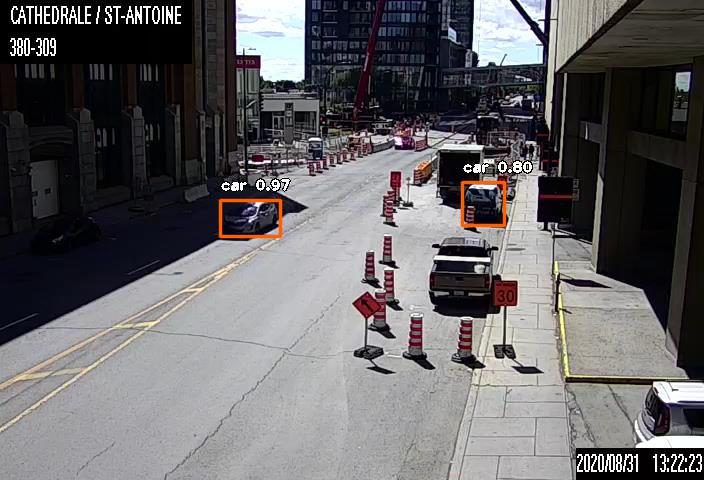 CATHEDRALE / ST-ANTOINE
380-309
car 0.97
car 0.80
30
2020/08/31 13:22:23